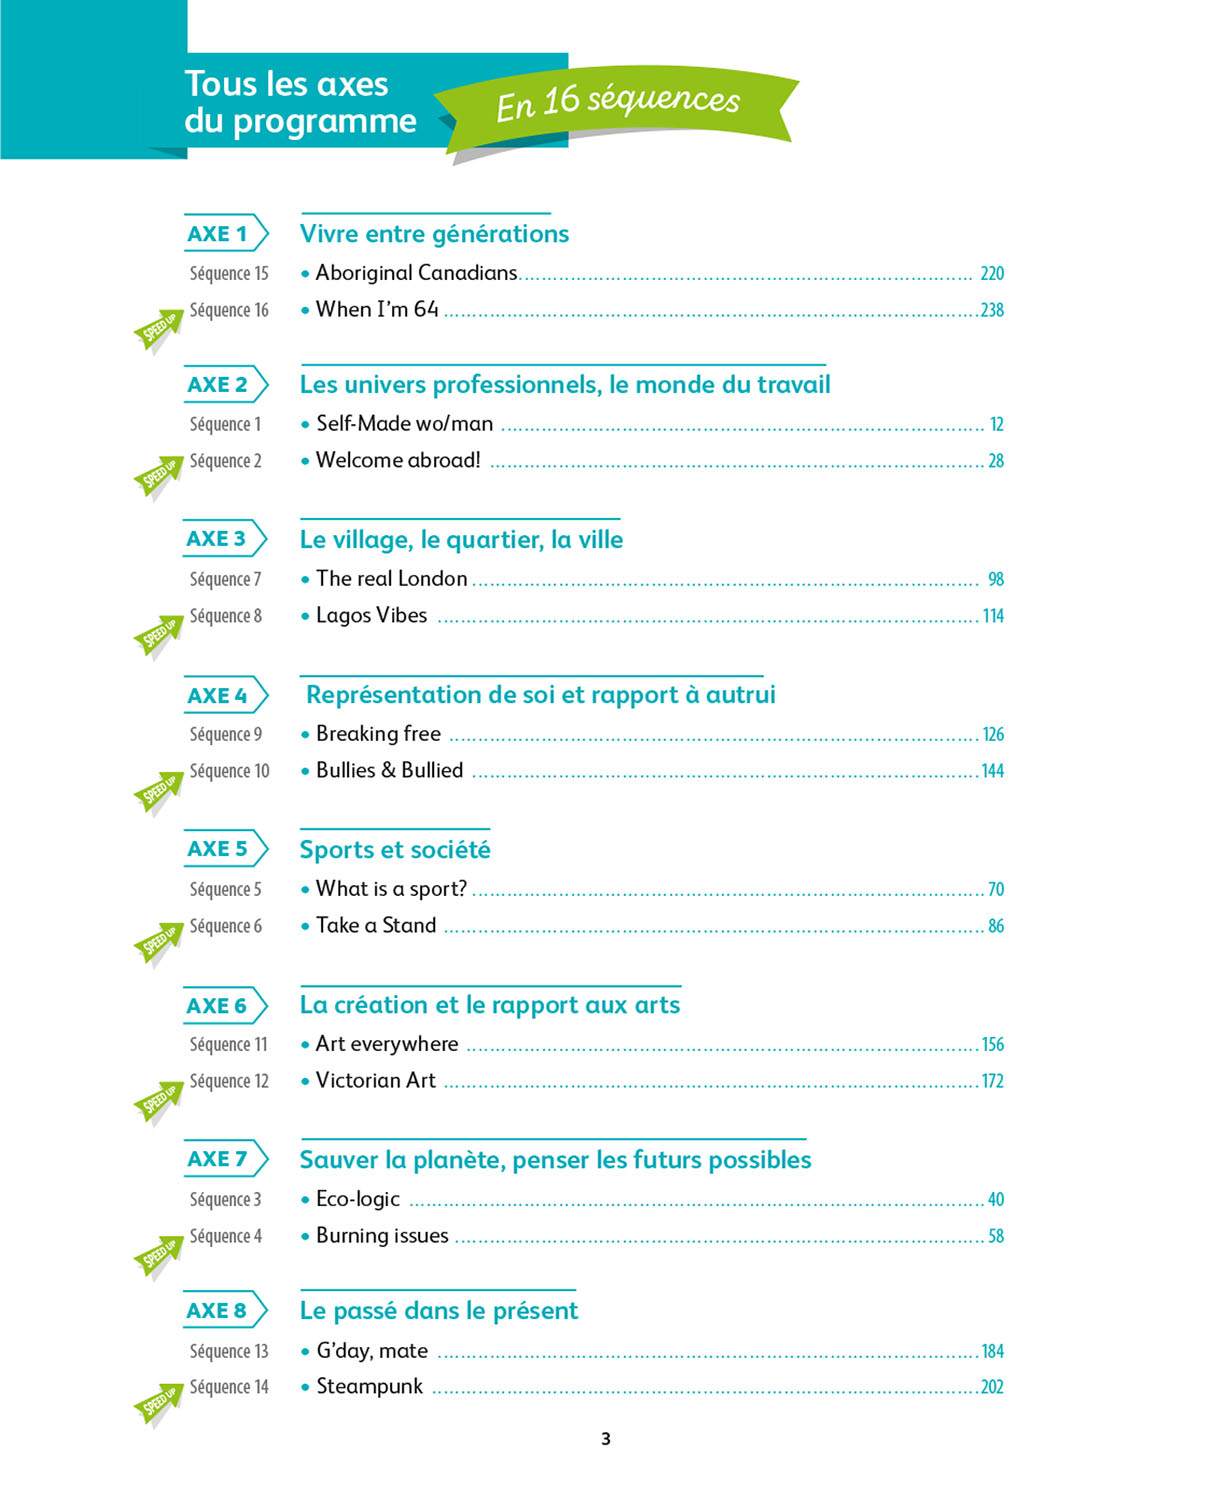 Tous les axes
du programme
En 16 séquences
AXE 1 Vivre entre générations
Séquence 15 • Aboriginal Canadians 220
SPEED UP Séquence 16 • When I'm 64 238
AXE 2 Les univers professionnels, le monde du travail
Séquence 1 • Self-Made wo/man 12
SPEED UP Séquence 2 • Welcome abroad! 28
AXE 3 Le village, le quartier, la ville
Séquence 7 • The real London 98
SPEED UP Séquence 8 • Lagos Vibes 114
AXE 4 Représentation de soi et rapport à autrui
Séquence 9 • Breaking free 126
SPEED UP Séquence 10 • Bullies & Bullied 144
AXE 5 Sports et société
Séquence 5 • What is a sport? 70
SPEED UP Séquence 6 • Take a Stand 86
AXE 6 La création et le rapport aux arts
Séquence 11 • Art everywhere 156
SPEED UP Séquence 12 • Victorian Art 172
AXE 7 Sauver la planète, penser les futurs possibles
Séquence 3 • Eco-logic 40
SPEED UP Séquence 4 • Burning issues 58
AXE 8 Le passé dans le présent
Séquence 13 • G'day, mate 184
SPEED UP Séquence 14 • Steampunk 202
3